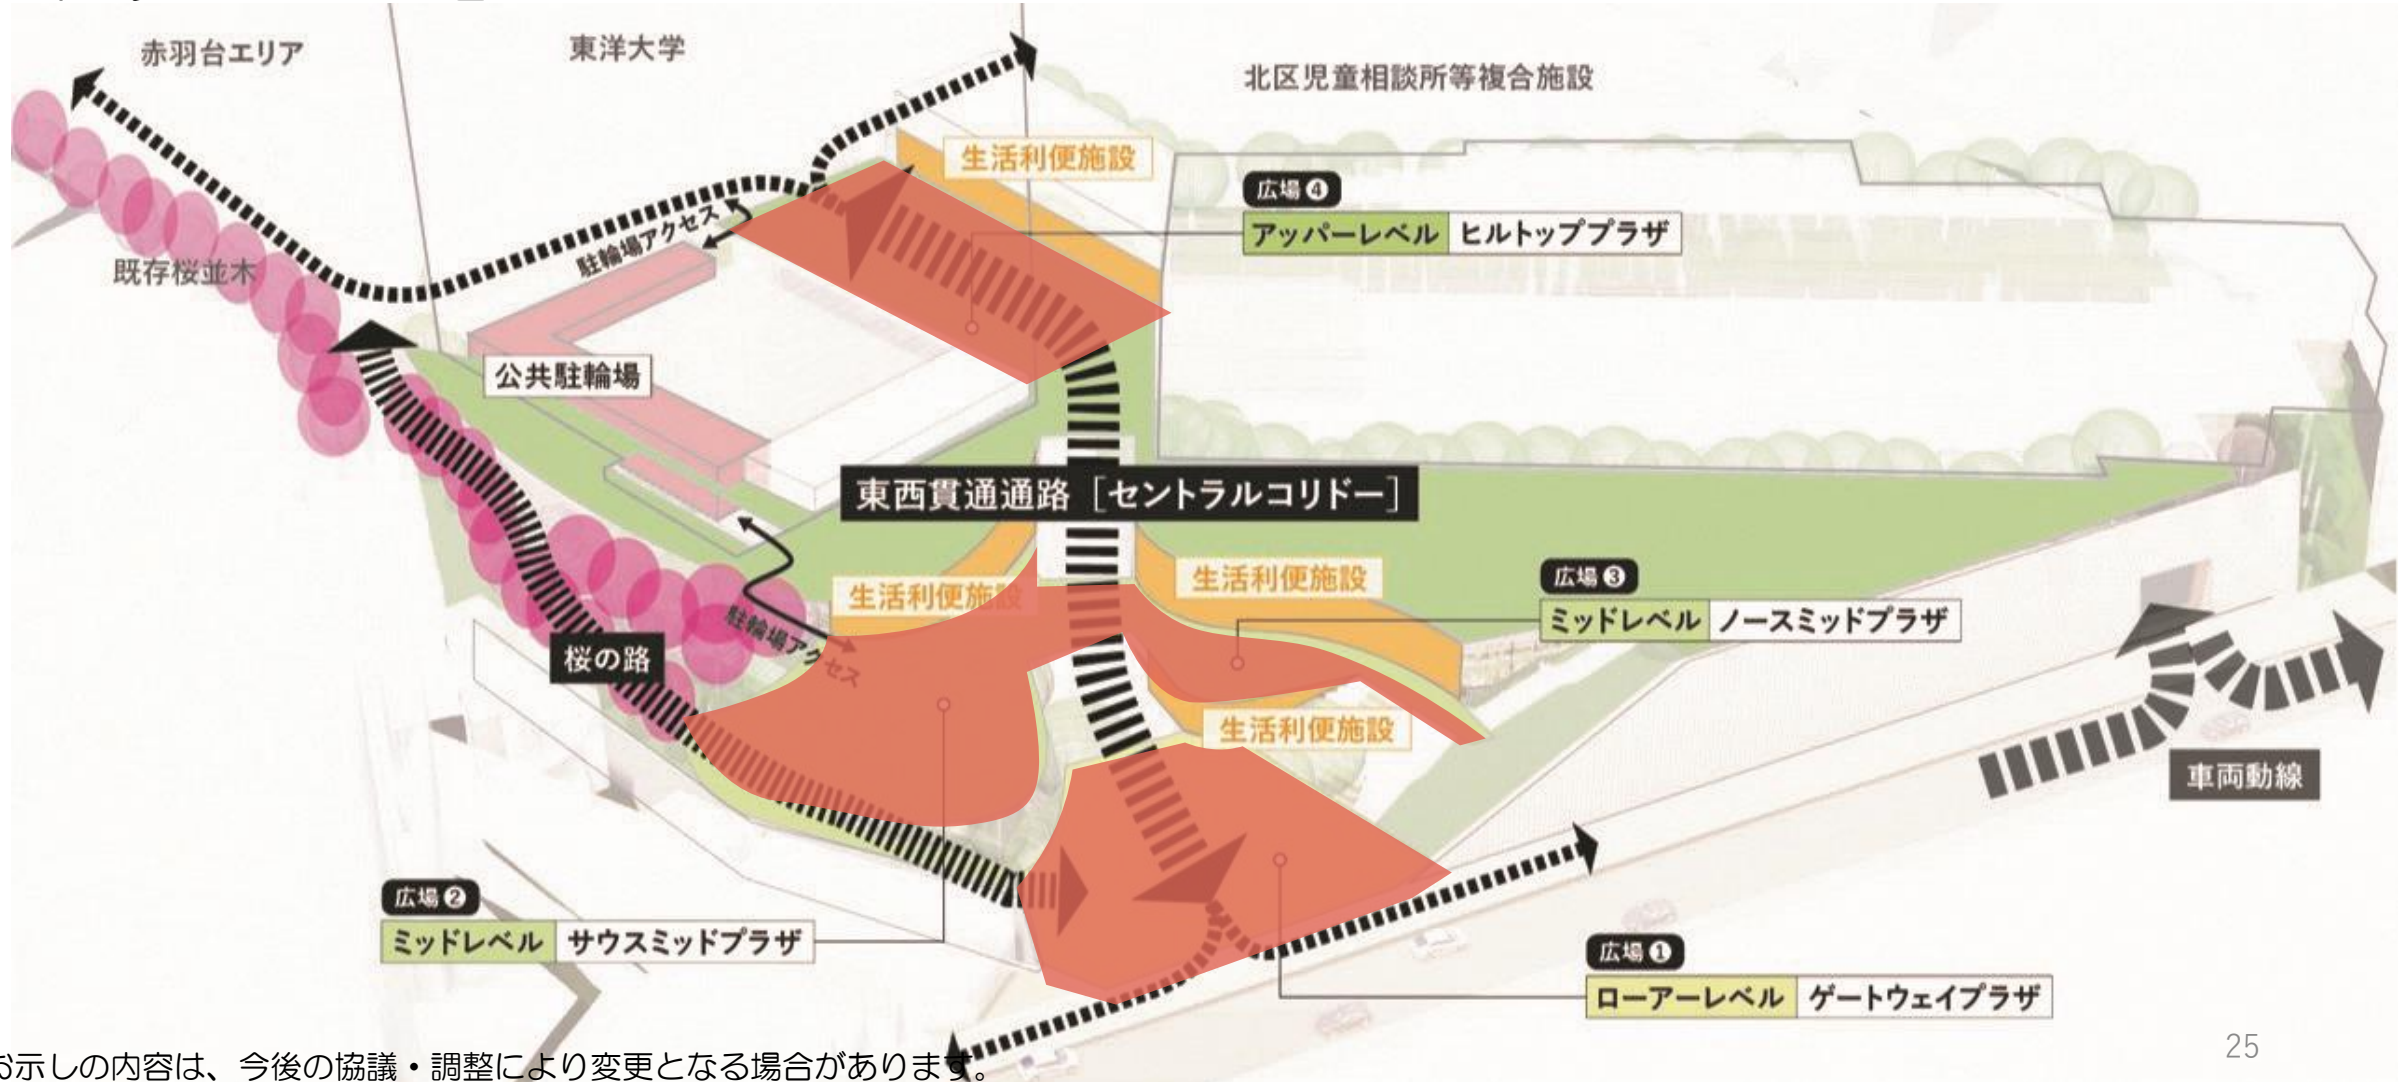 赤羽台エリア
東洋大学
北区児童相談所等複合施設
生活利便施設
広場❹
アッパーレベル ヒルトッププラザ
駐輪場アクセス
既存桜並木
公共駐輪場
東西貫通通路［セントラルコリドー］
生活利便施設
生活利便施設
広場❸
ミッドレベル ノースミッドプラザ
駐輪場アクセス
桜の路
生活利便施設
車両動線
広場❷
ミッドレベル サウスミッドプラザ
広場❶
ローアーレベル ゲートウェイプラザ
お示しの内容は、今後の協議・調整により変更となる場合があります。
25